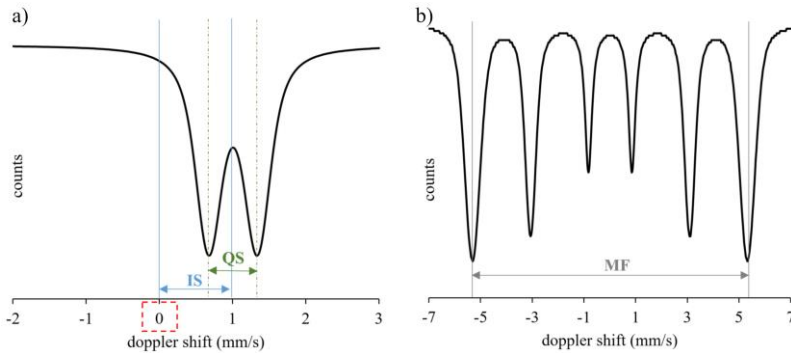 a)
counts
QS
IS
-2 -1 0 1 2 3
doppler shift (mm/s)
b)
counts
MF
-7 -5 -3 -1 1 3 5 7
doppler shift (mm/s)